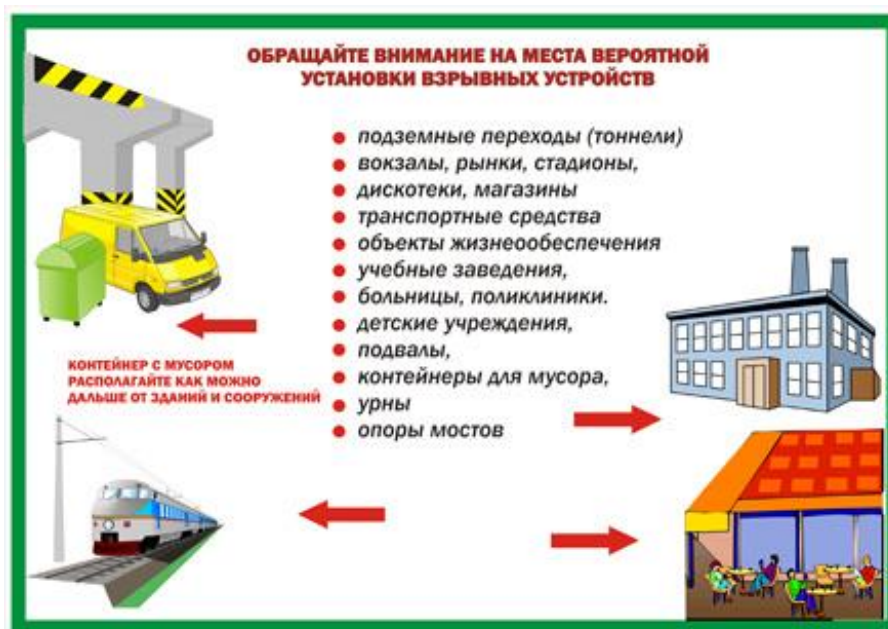 ОБРАЩАЙТЕ ВНИМАНИЕ НА МЕСТА ВЕРОЯТНОЙ
УСТАНОВКИ ВЗРЫВНЫХ УСТРОЙСТВ
подземные переходы (тоннели)
вокзалы, рынки, стадионы,
дискотеки, магазины
транспортные средства
объекты жизнеообеспечения
учебные заведения,
больницы, поликлиники.
детские учреждения,
подвалы,
контейнеры для мусора,
урны
опоры мостов
КОНТЕЙНЕР С МУСОРОМ
РАСПОЛАГАЙТЕ КАК МОЖНО
ДАЛЬШЕ ОТ ЗДАНИЙ И СООРУЖЕНИЙ